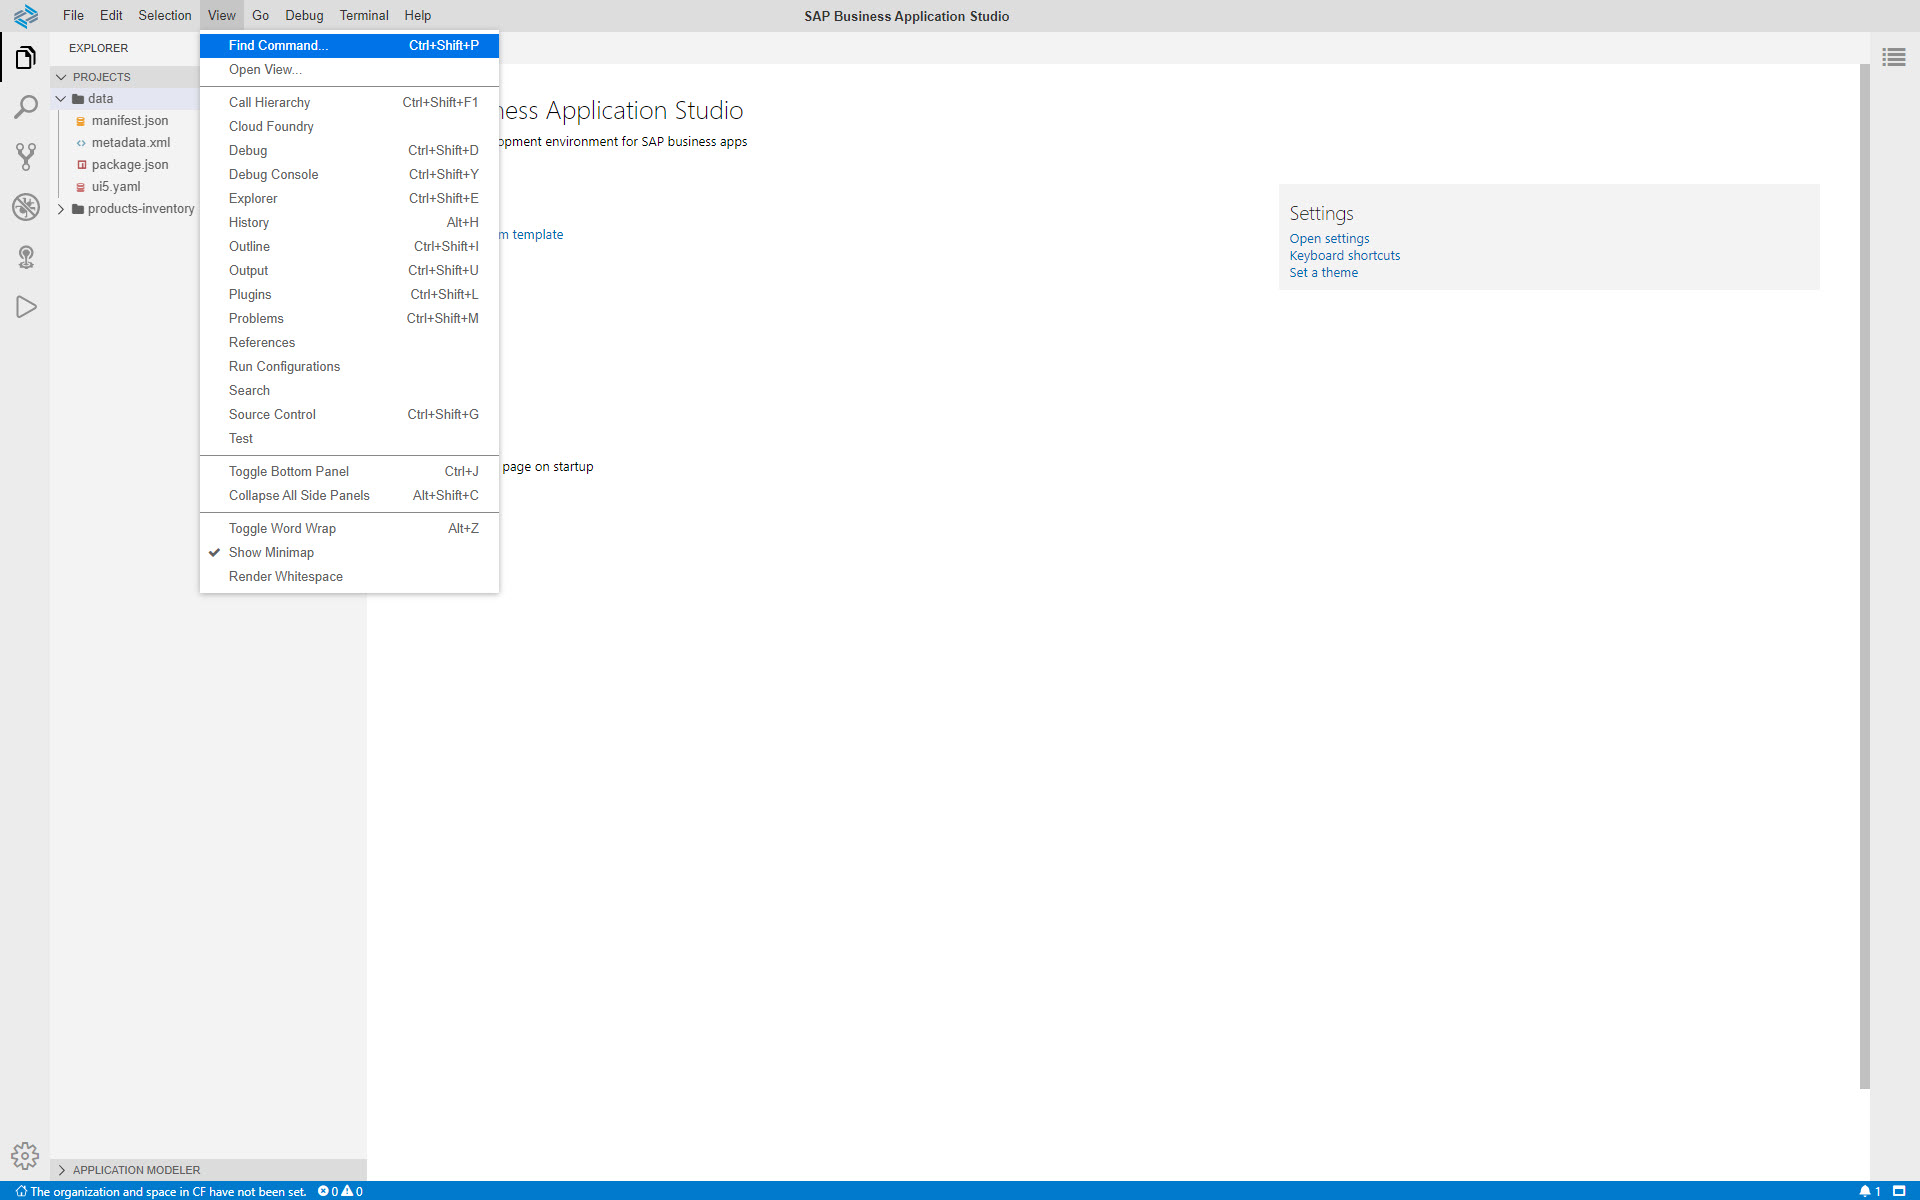 File Edit Selection View Go Debug Terminal Help
SAP Business Application Studio
EXPLORER
PROJECTS
data
manifest.json
metadata.xml
package.json
ui5.yaml
products-inventory
APPLICATION MODELER
Find Command... Ctrl+Shift+P
Open View...
Call Hierarchy Ctrl+Shift+F1
Cloud Foundry
Debug Ctrl+Shift+D
Debug Console Ctrl+Shift+Y
Explorer Ctrl+Shift+E
History Alt+H
Outline Ctrl+Shift+I
Output Ctrl+Shift+U
Plugins Ctrl+Shift+L
Problems Ctrl+Shift+M
References
Run Configurations
Search
Source Control Ctrl+Shift+G
Test
Toggle Bottom Panel Ctrl+J
Collapse All Side Panels Alt+Shift+C
Toggle Word Wrap Alt+Z
Show Minimap
Render Whitespace
ness Application Studio
opment environment for SAP business apps
m template
page on startup
Settings
Open settings
Keyboard shortcuts
Set a theme
The organization and space in CF have not been set. 0 0
1